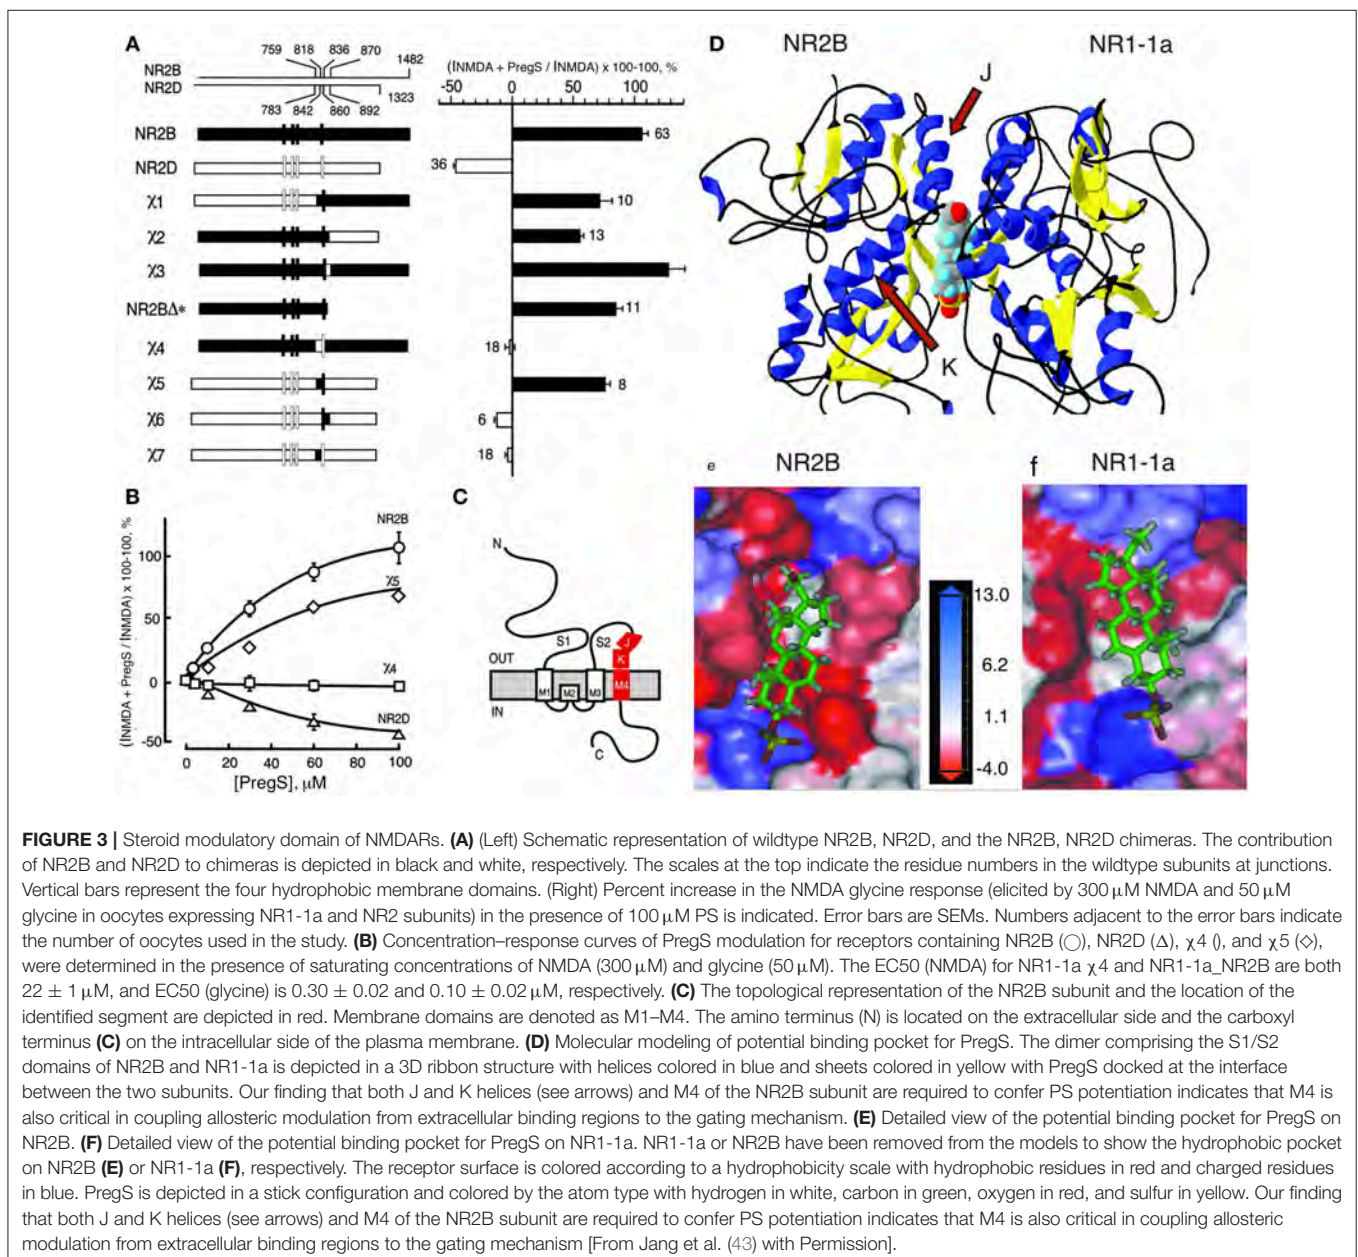 A
759 818 836 870
1482
NR2B
NR2D
1323
783 842 860 892
(INMDA + PregS / INMDA) x 100-100, %
-50 0 50 100
NR2B
63
NR2D
36
χ1
10
χ2
13
χ3
NR2BΔ*
11
χ4
18
χ5
8
χ6
6
χ7
18
B
(INMDA + PregS / INMDA) x 100-100, %
100
50
0
-50
NR2B
χ5
χ4
NR2D
0 20 40 60 80 100
[PregS], μM
C
N
S1
S2
J
K
OUT
IN
M1
M2
M3
M4
C
D
NR2B
NR1-1a
J
K
e
NR2B
f
NR1-1a
13.0
6.2
1.1
-4.0
FIGURE 3 | Steroid modulatory domain of NMDARs. (A) (Left) Schematic representation of wildtype NR2B, NR2D, and the NR2B, NR2D chimeras. The contribution
of NR2B and NR2D to chimeras is depicted in black and white, respectively. The scales at the top indicate the residue numbers in the wildtype subunits at junctions.
Vertical bars represent the four hydrophobic membrane domains. (Right) Percent increase in the NMDA glycine response (elicited by 300 μM NMDA and 50 μM
glycine in oocytes expressing NR1-1a and NR2 subunits) in the presence of 100 μM PS is indicated. Error bars are SEMs. Numbers adjacent to the error bars indicate
the number of oocytes used in the study. (B) Concentration–response curves of PregS modulation for receptors containing NR2B (◯), NR2D (Δ), χ4 (), and χ5 (◇),
were determined in the presence of saturating concentrations of NMDA (300 μM) and glycine (50 μM). The EC50 (NMDA) for NR1-1a χ4 and NR1-1a_NR2B are both
22 ± 1 μM, and EC50 (glycine) is 0.30 ± 0.02 and 0.10 ± 0.02 μM, respectively. (C) The topological representation of the NR2B subunit and the location of the
identified segment are depicted in red. Membrane domains are denoted as M1–M4. The amino terminus (N) is located on the extracellular side and the carboxyl
terminus (C) on the intracellular side of the plasma membrane. (D) Molecular modeling of potential binding pocket for PregS. The dimer comprising the S1/S2
domains of NR2B and NR1-1a is depicted in a 3D ribbon structure with helices colored in blue and sheets colored in yellow with PregS docked at the interface
between the two subunits. Our finding that both J and K helices (see arrows) and M4 of the NR2B subunit are required to confer PS potentiation indicates that M4 is
also critical in coupling allosteric modulation from extracellular binding regions to the gating mechanism. (E) Detailed view of the potential binding pocket for PregS on
NR2B. (F) Detailed view of the potential binding pocket for PregS on NR1-1a. NR1-1a or NR2B have been removed from the models to show the hydrophobic pocket
on NR2B (E) or NR1-1a (F), respectively. The receptor surface is colored according to a hydrophobicity scale with hydrophobic residues in red and charged residues
in blue. PregS is depicted in a stick configuration and colored by the atom type with hydrogen in white, carbon in green, oxygen in red, and sulfur in yellow. Our finding
that both J and K helices (see arrows) and M4 of the NR2B subunit are required to confer PS potentiation indicates that M4 is also critical in coupling allosteric
modulation from extracellular binding regions to the gating mechanism [From Jang et al. (43) with Permission].